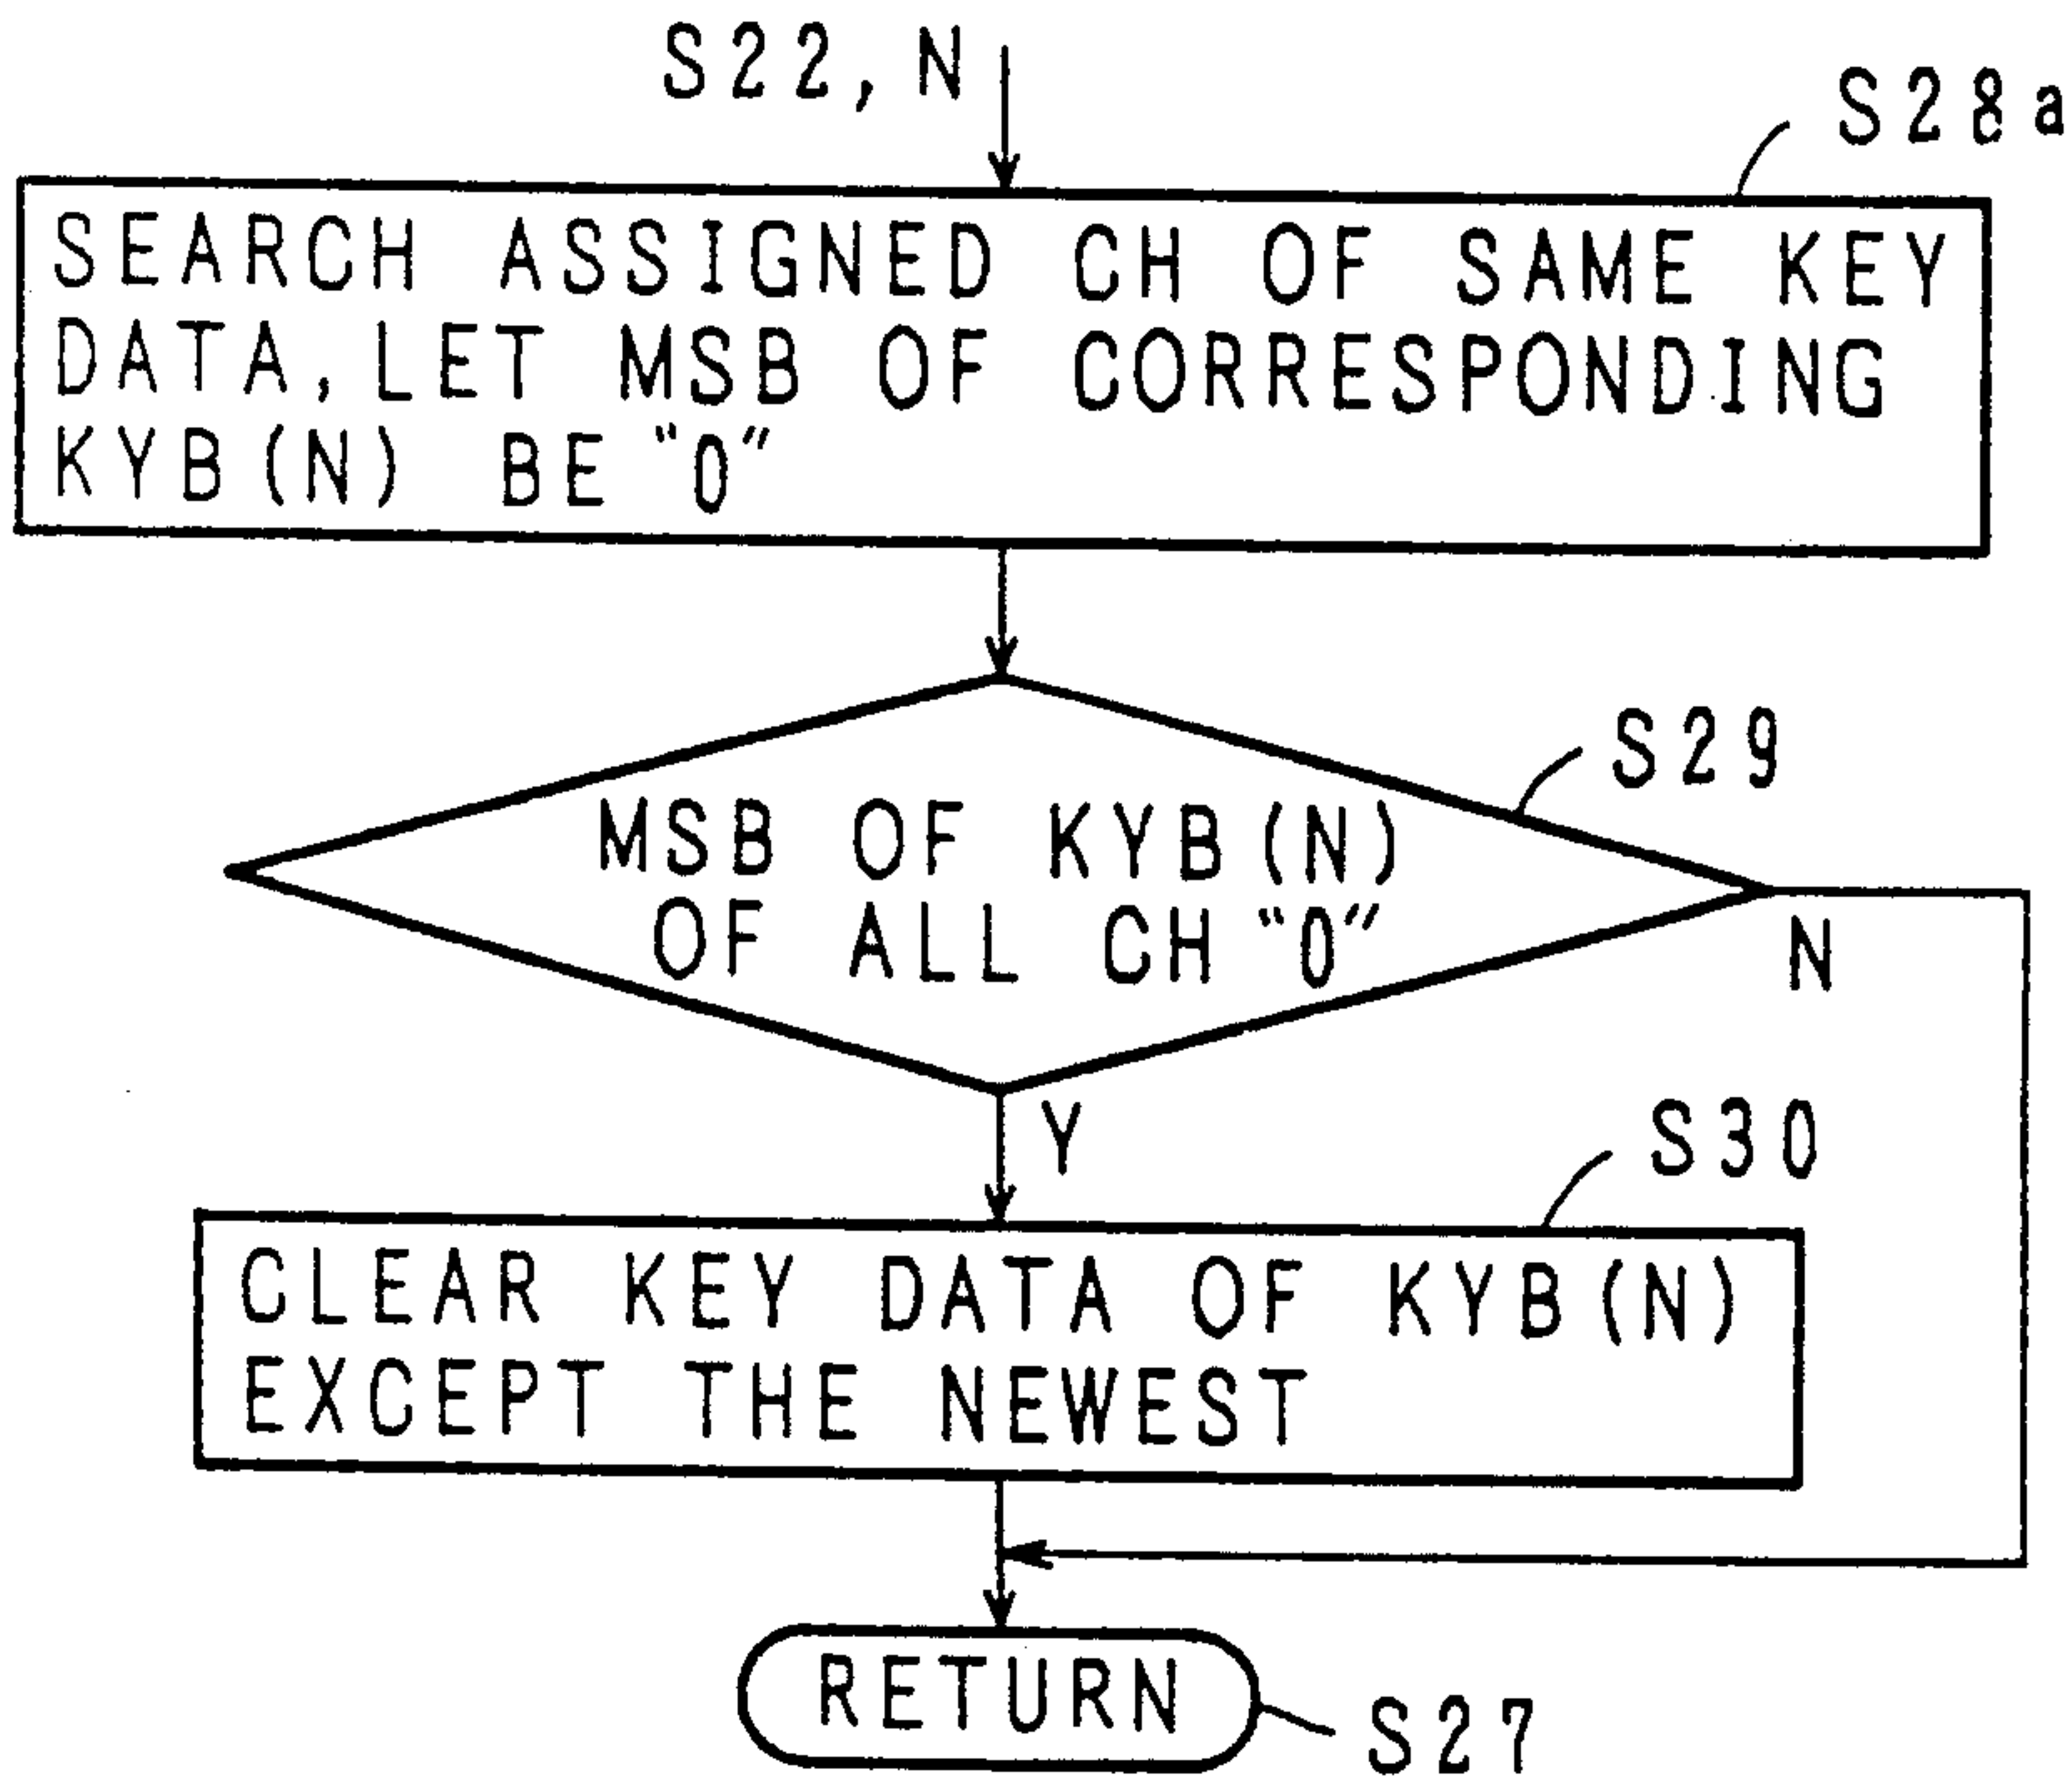 S22,N
S28a
SEARCH ASSIGNED CH OF SAME KEY
DATA,LET MSB OF CORRESPONDING
KYB(N) BE "0"
S29
MSB OF KYB(N)
OF ALL CH "0"
N
Y
S30
CLEAR KEY DATA OF KYB(N)
EXCEPT THE NEWEST
RETURN
S27